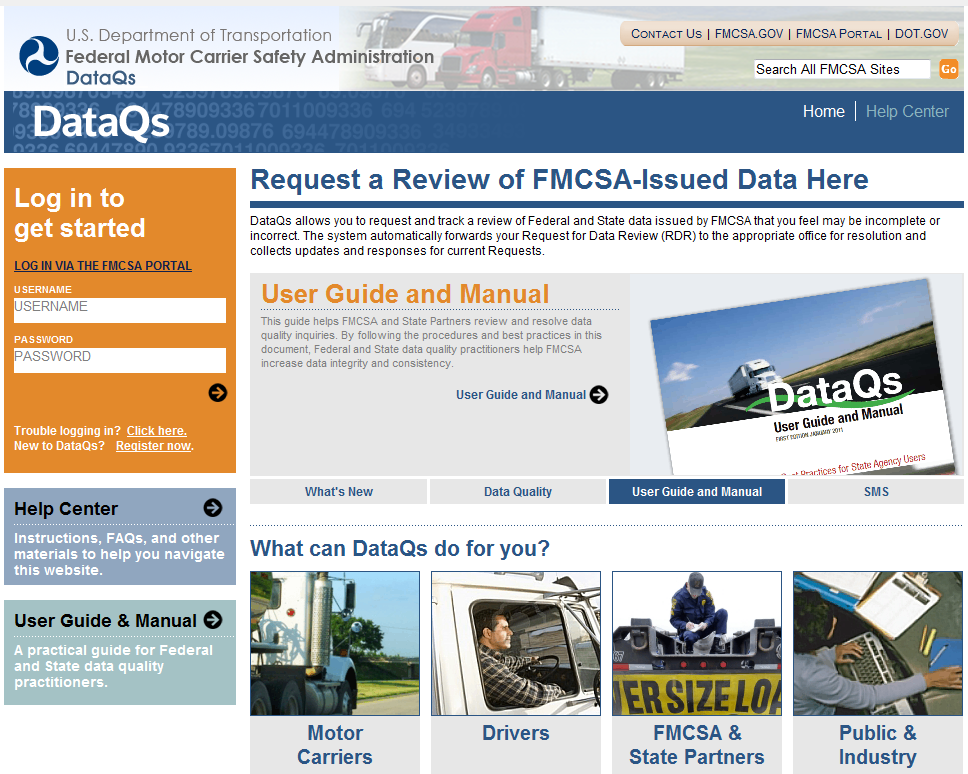 U.S. Department of Transportation
Federal Motor Carrier Safety Administration
DataQs
CONTACT US | FMCSA.GOV | FMCSA PORTAL | DOT.GOV
Search All FMCSA Sites Go
DataQs
Home | Help Center
Log in to
get started
LOG IN VIA THE FMCSA PORTAL
USERNAME
USERNAME
PASSWORD
PASSWORD
Trouble logging in? Click here.
New to DataQs? Register now.
Help Center
Instructions, FAQs, and other
materials to help you navigate
this website.
User Guide & Manual
A practical guide for Federal
and State data quality
practitioners.
Request a Review of FMCSA-Issued Data Here
DataQs allows you to request and track a review of Federal and State data issued by FMCSA that you feel may be incomplete or
incorrect. The system automatically forwards your Request for Data Review (RDR) to the appropriate office for resolution and
collects updates and responses for current Requests.
User Guide and Manual
This guide helps FMCSA and State Partners review and resolve data
quality inquiries. By following the procedures and best practices in this
document, Federal and State data quality practitioners help FMCSA
increase data integrity and consistency.
User Guide and Manual
DataQs
User Guide and Manual
FIRST EDITION JANUARY 2011
Best Practices for State Agency Users
What's New
Data Quality
User Guide and Manual
SMS
What can DataQs do for you?
Motor
Carriers
Drivers
FMCSA &
State Partners
Public &
Industry